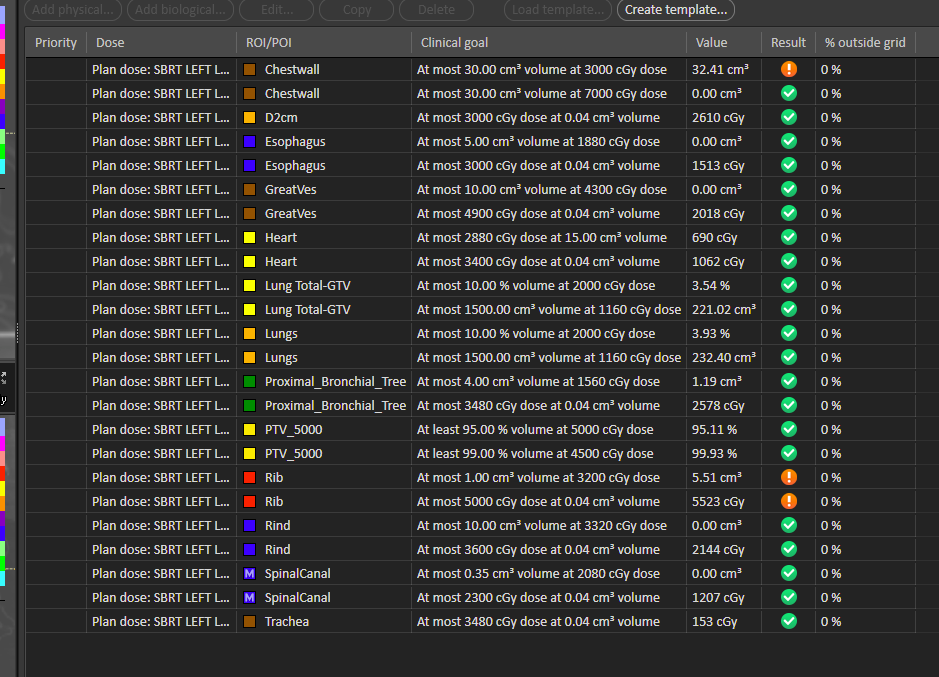 Add physical... Add biological... Edit... Copy Delete Load template... Create template...
Priority Dose ROI/POI Clinical goal Value Result % outside grid
Plan dose: SBRT LEFT L... Chestwall At most 30.00 cm³ volume at 3000 cGy dose 32.41 cm³ 0 %
Plan dose: SBRT LEFT L... Chestwall At most 30.00 cm³ volume at 7000 cGy dose 0.00 cm³ 0 %
Plan dose: SBRT LEFT L... D2cm At most 3000 cGy dose at 0.04 cm³ volume 2610 cGy 0 %
Plan dose: SBRT LEFT L... Esophagus At most 5.00 cm³ volume at 1880 cGy dose 0.00 cm³ 0 %
Plan dose: SBRT LEFT L... Esophagus At most 3000 cGy dose at 0.04 cm³ volume 1513 cGy 0 %
Plan dose: SBRT LEFT L... GreatVes At most 10.00 cm³ volume at 4300 cGy dose 0.00 cm³ 0 %
Plan dose: SBRT LEFT L... GreatVes At most 4900 cGy dose at 0.04 cm³ volume 2018 cGy 0 %
Plan dose: SBRT LEFT L... Heart At most 2880 cGy dose at 15.00 cm³ volume 690 cGy 0 %
Plan dose: SBRT LEFT L... Heart At most 3400 cGy dose at 0.04 cm³ volume 1062 cGy 0 %
Plan dose: SBRT LEFT L... Lung Total-GTV At most 10.00 % volume at 2000 cGy dose 3.54 % 0 %
Plan dose: SBRT LEFT L... Lung Total-GTV At most 1500.00 cm³ volume at 1160 cGy dose 221.02 cm³ 0 %
Plan dose: SBRT LEFT L... Lungs At most 10.00 % volume at 2000 cGy dose 3.93 % 0 %
Plan dose: SBRT LEFT L... Lungs At most 1500.00 cm³ volume at 1160 cGy dose 232.40 cm³ 0 %
Plan dose: SBRT LEFT L... Proximal_Bronchial_Tree At most 4.00 cm³ volume at 1560 cGy dose 1.19 cm³ 0 %
Plan dose: SBRT LEFT L... Proximal_Bronchial_Tree At most 3480 cGy dose at 0.04 cm³ volume 2578 cGy 0 %
Plan dose: SBRT LEFT L... PTV_5000 At least 95.00 % volume at 5000 cGy dose 95.11 % 0 %
Plan dose: SBRT LEFT L... PTV_5000 At least 99.00 % volume at 4500 cGy dose 99.93 % 0 %
Plan dose: SBRT LEFT L... Rib At most 1.00 cm³ volume at 3200 cGy dose 5.51 cm³ 0 %
Plan dose: SBRT LEFT L... Rib At most 5000 cGy dose at 0.04 cm³ volume 5523 cGy 0 %
Plan dose: SBRT LEFT L... Rind At most 10.00 cm³ volume at 3320 cGy dose 0.00 cm³ 0 %
Plan dose: SBRT LEFT L... Rind At most 3600 cGy dose at 0.04 cm³ volume 2144 cGy 0 %
Plan dose: SBRT LEFT L... M SpinalCanal At most 0.35 cm³ volume at 2080 cGy dose 0.00 cm³ 0 %
Plan dose: SBRT LEFT L... M SpinalCanal At most 2300 cGy dose at 0.04 cm³ volume 1207 cGy 0 %
Plan dose: SBRT LEFT L... Trachea At most 3480 cGy dose at 0.04 cm³ volume 153 cGy 0 %
y